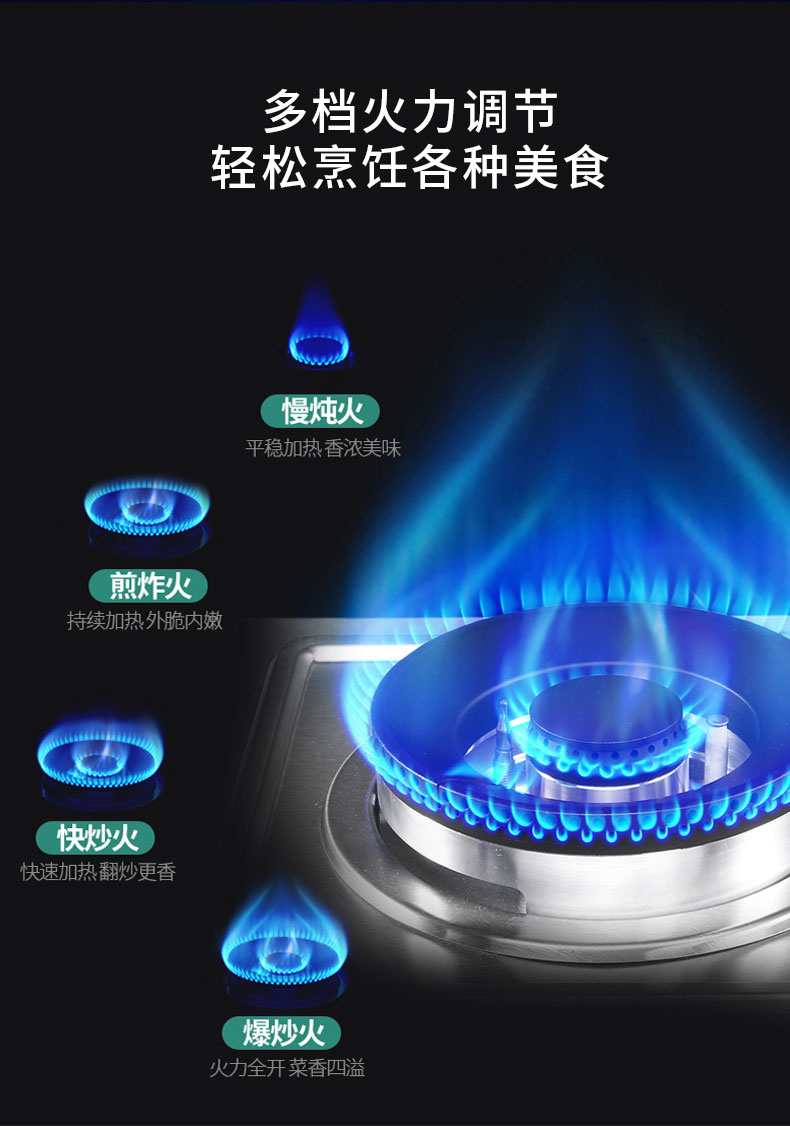 多档火力调节
轻松烹饪各种美食
慢炖火
平稳加热 香浓美味
煎炸火
持续加热 外脆内嫩
快炒火
快速加热 翻炒更香
爆炒火
火力全开 菜香四溢